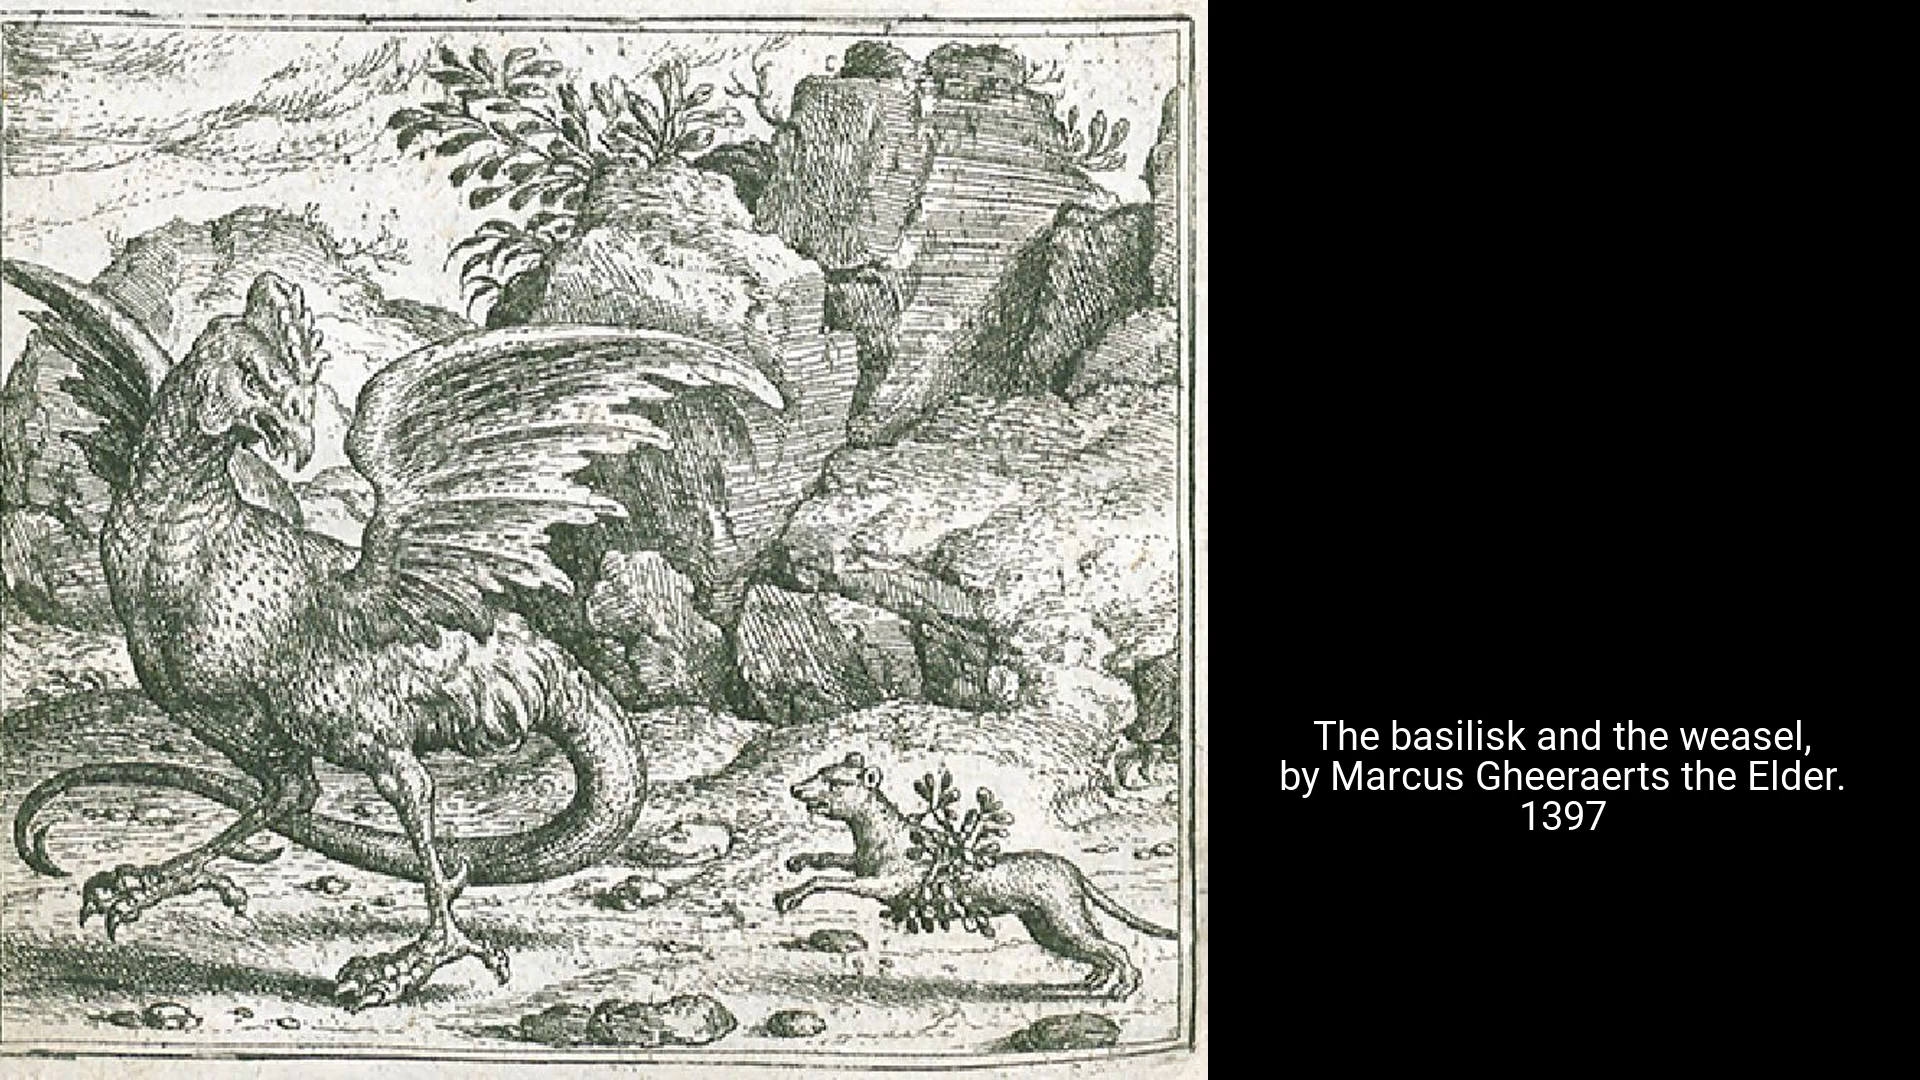 The basilisk and the weasel,
by Marcus Gheeraerts the Elder.
1397